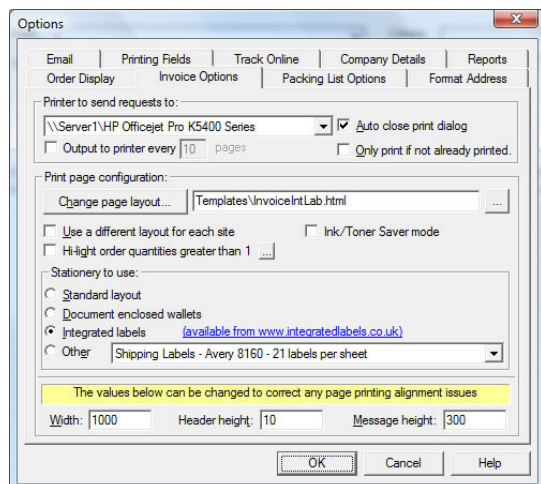 Options
Email Printing Fields Track Online Company Details Reports
Order Display Invoice Options Packing List Options Format Address
Printer to send requests to:
\\Server1\HP Officejet Pro K5400 Series Auto close print dialog
Output to printer every 10 pages Only print if not already printed.
Print page configuration:
Change page layout... Templates\InvoiceIntLab.html ...
Use a different layout for each site Ink/Toner Saver mode
Hi-light order quantities greater than 1 ...
Stationery to use:
Standard layout
Document enclosed wallets
Integrated labels (available from www.integratedlabels.co.uk)
Other Shipping Labels - Avery 8160 - 21 labels per sheet
The values below can be changed to correct any page printing alignment issues
Width: 1000 Header height: 10 Message height: 300
OK Cancel Help